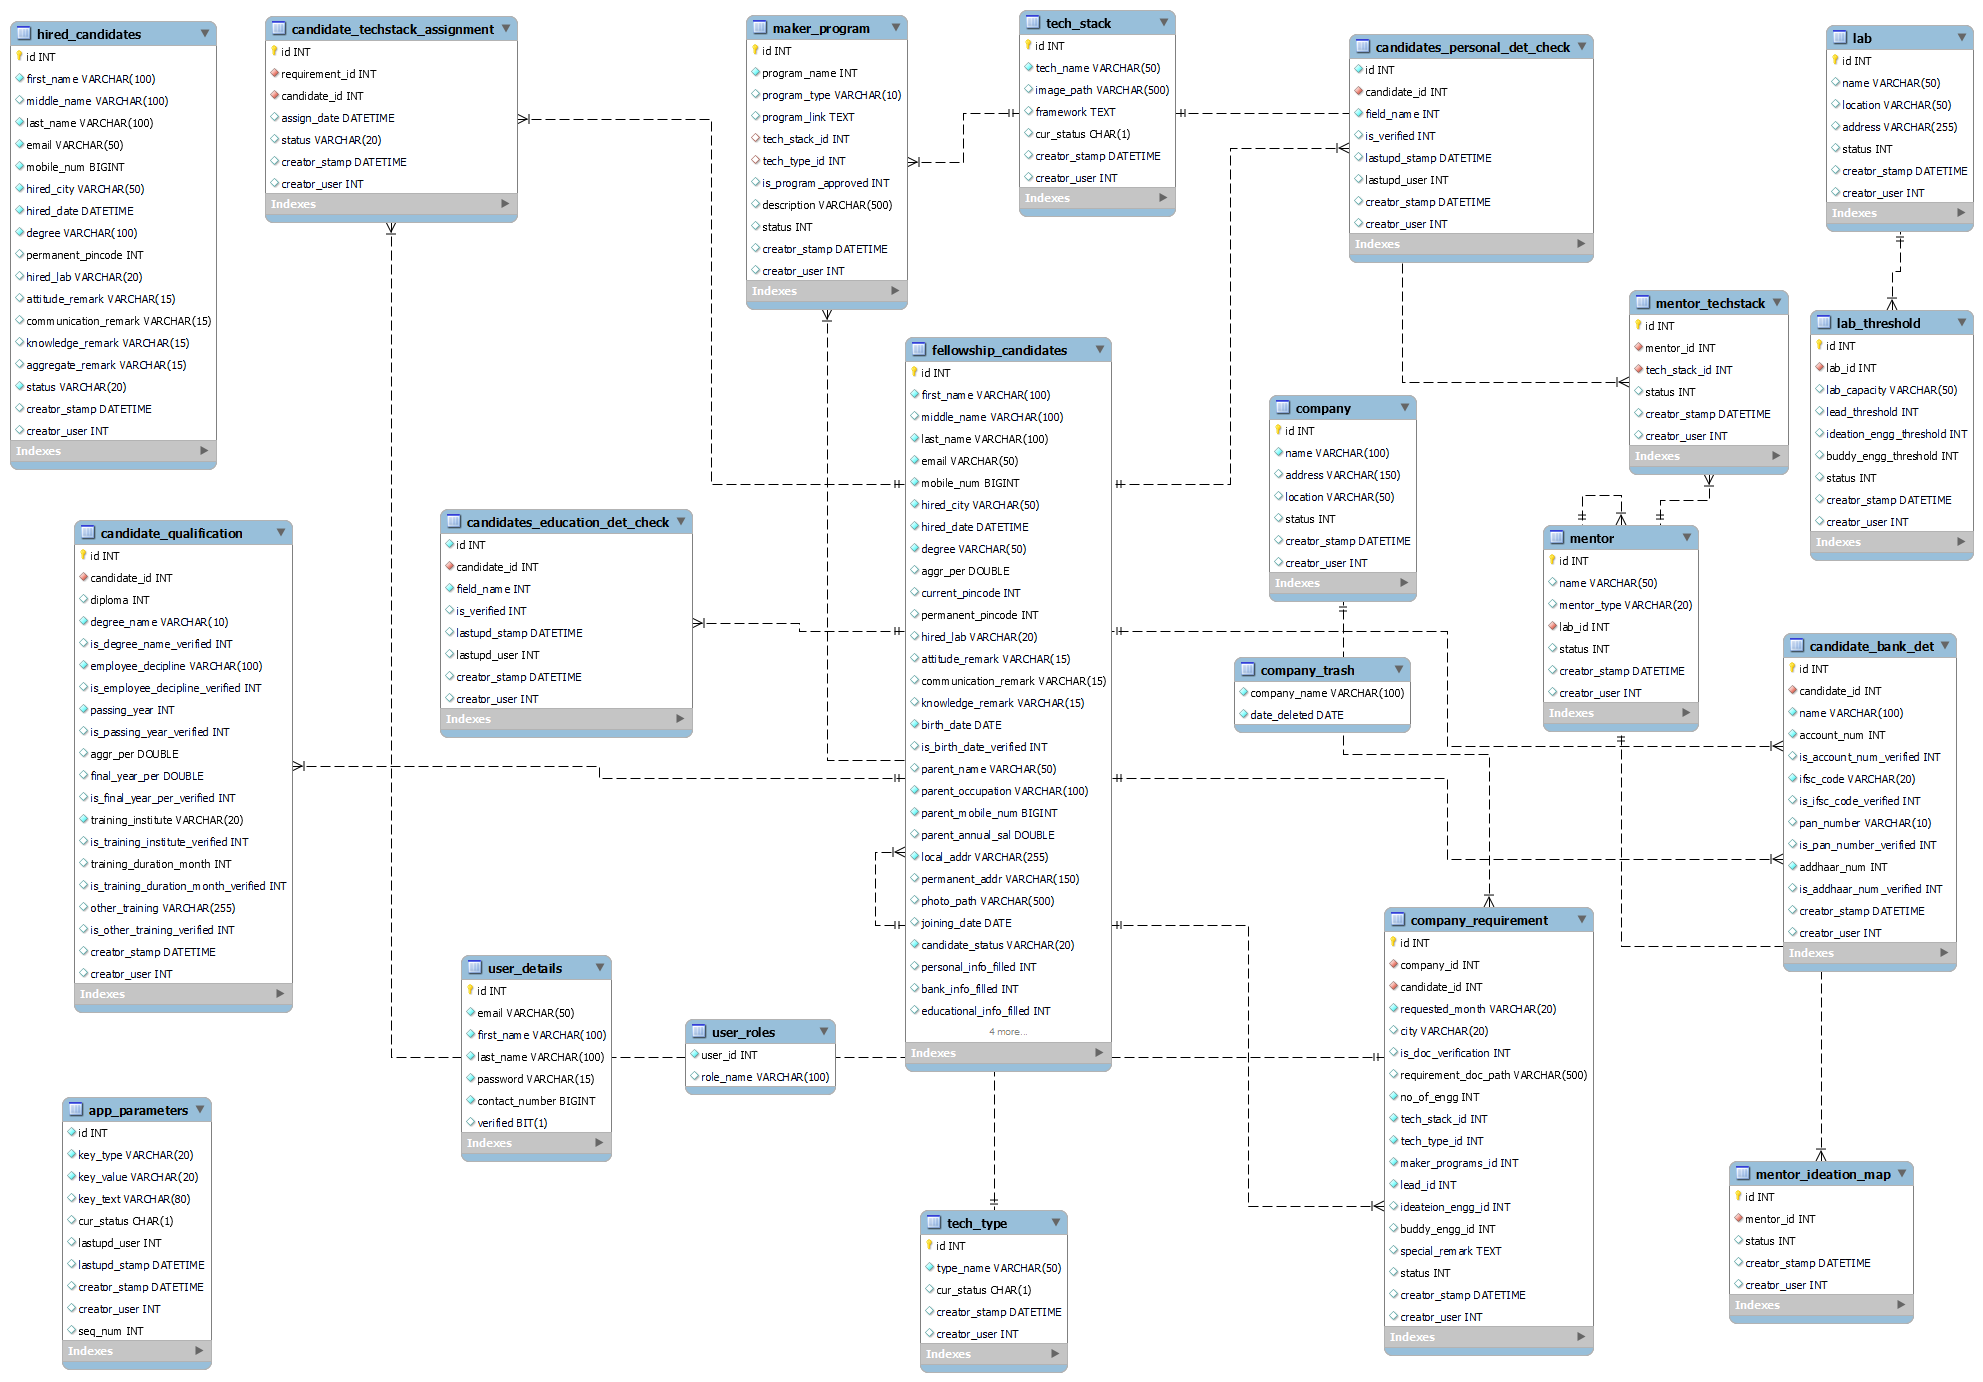 hired_candidates
id INT
first_name VARCHAR(100)
middle_name VARCHAR(100)
last_name VARCHAR(100)
email VARCHAR(50)
mobile_num BIGINT
hired_city VARCHAR(50)
hired_date DATETIME
degree VARCHAR(100)
permanent_pincode INT
hired_lab VARCHAR(20)
attitude_remark VARCHAR(15)
communication_remark VARCHAR(15)
knowledge_remark VARCHAR(15)
aggregate_remark VARCHAR(15)
status VARCHAR(20)
creator_stamp DATETIME
creator_user INT
Indexes
candidate_techstack_assignment
id INT
requirement_id INT
candidate_id INT
assign_date DATETIME
status VARCHAR(20)
creator_stamp DATETIME
creator_user INT
Indexes
maker_program
id INT
program_name INT
program_type VARCHAR(10)
program_link TEXT
tech_stack_id INT
tech_type_id INT
is_program_approved INT
description VARCHAR(500)
status INT
creator_stamp DATETIME
creator_user INT
Indexes
tech_stack
id INT
tech_name VARCHAR(50)
image_path VARCHAR(500)
framework TEXT
cur_status CHAR(1)
creator_stamp DATETIME
creator_user INT
Indexes
candidates_personal_det_check
id INT
candidate_id INT
field_name INT
is_verified INT
lastupd_stamp DATETIME
lastupd_user INT
creator_stamp DATETIME
creator_user INT
Indexes
lab
id INT
name VARCHAR(50)
location VARCHAR(50)
address VARCHAR(255)
status INT
creator_stamp DATETIME
creator_user INT
Indexes
mentor_techstack
id INT
mentor_id INT
tech_stack_id INT
status INT
creator_stamp DATETIME
creator_user INT
Indexes
lab_threshold
id INT
lab_id INT
lab_capacity VARCHAR(50)
lead_threshold INT
ideation_engg_threshold INT
buddy_engg_threshold INT
status INT
creator_stamp DATETIME
creator_user INT
Indexes
fellowship_candidates
id INT
first_name VARCHAR(100)
middle_name VARCHAR(100)
last_name VARCHAR(100)
email VARCHAR(50)
mobile_num BIGINT
hired_city VARCHAR(50)
hired_date DATETIME
degree VARCHAR(50)
aggr_per DOUBLE
current_pincode INT
permanent_pincode INT
hired_lab VARCHAR(20)
attitude_remark VARCHAR(15)
communication_remark VARCHAR(15)
knowledge_remark VARCHAR(15)
birth_date DATE
is_birth_date_verified INT
parent_name VARCHAR(50)
parent_occupation VARCHAR(100)
parent_mobile_num BIGINT
parent_annual_sal DOUBLE
local_addr VARCHAR(255)
permanent_addr VARCHAR(150)
photo_path VARCHAR(500)
joining_date DATE
candidate_status VARCHAR(20)
personal_info_filled INT
bank_info_filled INT
educational_info_filled INT
4 more...
Indexes
company
id INT
name VARCHAR(100)
address VARCHAR(150)
location VARCHAR(50)
status INT
creator_stamp DATETIME
creator_user INT
Indexes
candidate_qualification
id INT
candidate_id INT
diploma INT
degree_name VARCHAR(10)
is_degree_name_verified INT
employee_decipline VARCHAR(100)
is_employee_decipline_verified INT
passing_year INT
is_passing_year_verified INT
aggr_per DOUBLE
final_year_per DOUBLE
is_final_year_per_verified INT
training_institute VARCHAR(20)
is_training_institute_verified INT
training_duration_month INT
is_training_duration_month_verified INT
other_training VARCHAR(255)
is_other_training_verified INT
creator_stamp DATETIME
creator_user INT
Indexes
candidates_education_det_check
id INT
candidate_id INT
field_name INT
is_verified INT
lastupd_stamp DATETIME
lastupd_user INT
creator_stamp DATETIME
creator_user INT
Indexes
mentor
id INT
name VARCHAR(50)
mentor_type VARCHAR(20)
lab_id INT
status INT
creator_stamp DATETIME
creator_user INT
Indexes
company_trash
company_name VARCHAR(100)
date_deleted DATE
candidate_bank_det
id INT
candidate_id INT
name VARCHAR(100)
account_num INT
is_account_num_verified INT
ifsc_code VARCHAR(20)
is_ifsc_code_verified INT
pan_number VARCHAR(10)
is_pan_number_verified INT
addhaar_num INT
is_addhaar_num_verified INT
creator_stamp DATETIME
creator_user INT
Indexes
company_requirement
id INT
company_id INT
candidate_id INT
requested_month VARCHAR(20)
city VARCHAR(20)
is_doc_verification INT
requirement_doc_path VARCHAR(500)
no_of_engg INT
tech_stack_id INT
tech_type_id INT
maker_programs_id INT
lead_id INT
ideateion_engg_id INT
buddy_engg_id INT
special_remark TEXT
status INT
creator_stamp DATETIME
creator_user INT
Indexes
user_details
id INT
email VARCHAR(50)
first_name VARCHAR(100)
last_name VARCHAR(100)
password VARCHAR(15)
contact_number BIGINT
verified BIT(1)
Indexes
user_roles
user_id INT
role_name VARCHAR(100)
app_parameters
id INT
key_type VARCHAR(20)
key_value VARCHAR(20)
key_text VARCHAR(80)
cur_status CHAR(1)
lastupd_user INT
lastupd_stamp DATETIME
creator_stamp DATETIME
creator_user INT
seq_num INT
Indexes
tech_type
id INT
type_name VARCHAR(50)
cur_status CHAR(1)
creator_stamp DATETIME
creator_user INT
Indexes
mentor_ideation_map
id INT
mentor_id INT
status INT
creator_stamp DATETIME
creator_user INT
Indexes